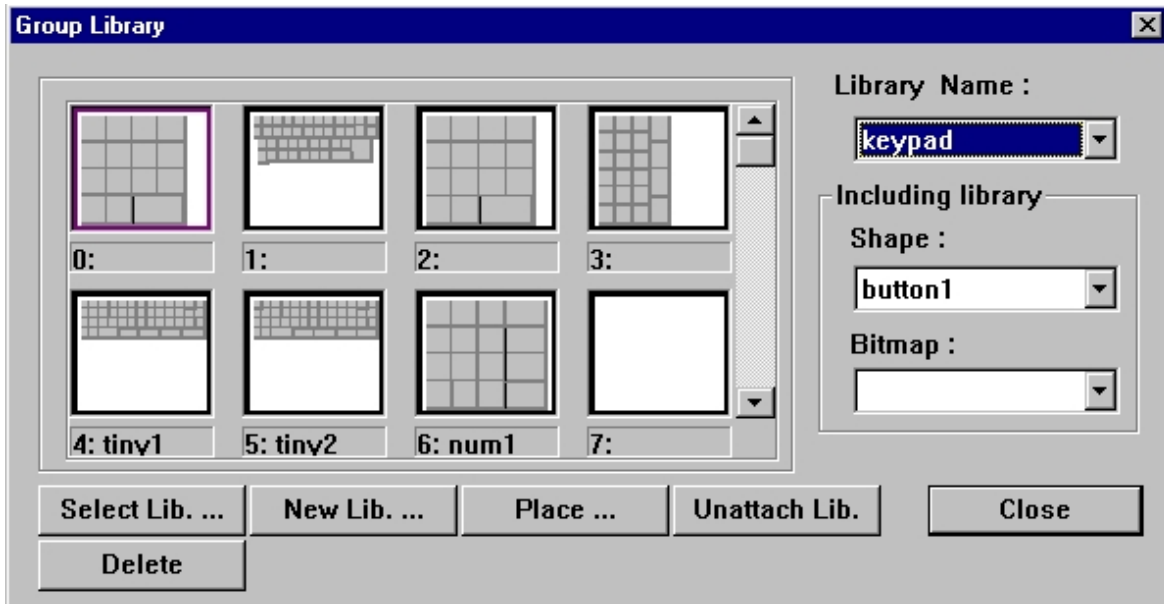 Group Library
Library Name :
keypad
Including library
Shape :
button1
Bitmap :
0: 1: 2: 3:
4: tiny1 5: tiny2 6: num1 7:
Select Lib. ... New Lib. ... Place ... Unattach Lib. Close
Delete